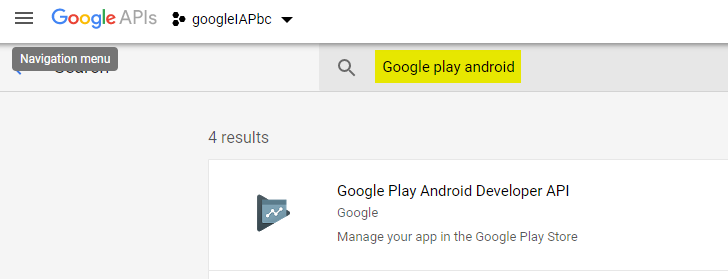 Google APIs googleIAPbc
Navigation menu
Google play android
4 results
Google Play Android Developer API
Google
Manage your app in the Google Play Store